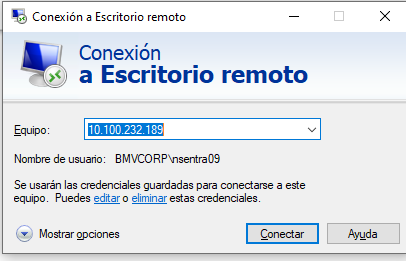 Conexión a Escritorio remoto
Conexión
a Escritorio remoto
Equipo: 10.100.232.189
Nombre de usuario: BMVCORP\nsentra09
Se usarán las credenciales guardadas para conectarse a este
equipo. Puedes editar o eliminar estas credenciales.
Mostrar opciones Conectar Ayuda